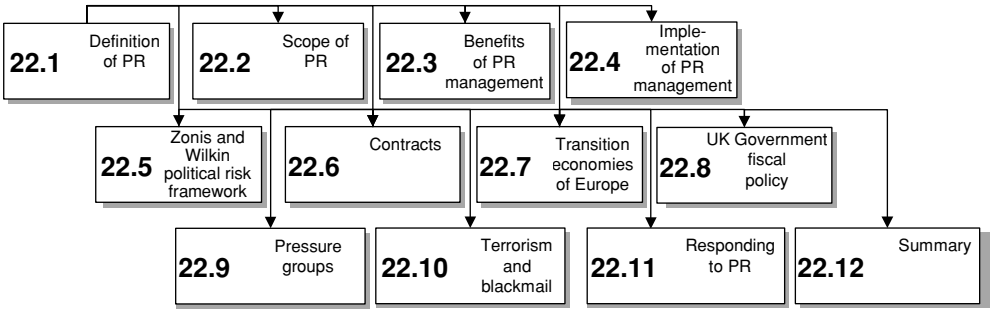 22.1
Definition
of PR
22.2
Scope of
PR
22.3
Benefits
of PR
management
22.4
Imple-
mentation
of PR
management
22.5
Zonis and
Wilkin
political risk
framework
22.6
Contracts
22.7
Transition
economies
of Europe
22.8
UK Government
fiscal
policy
22.9
Pressure
groups
22.10
Terrorism
and
blackmail
22.11
Responding
to PR
22.12
Summary